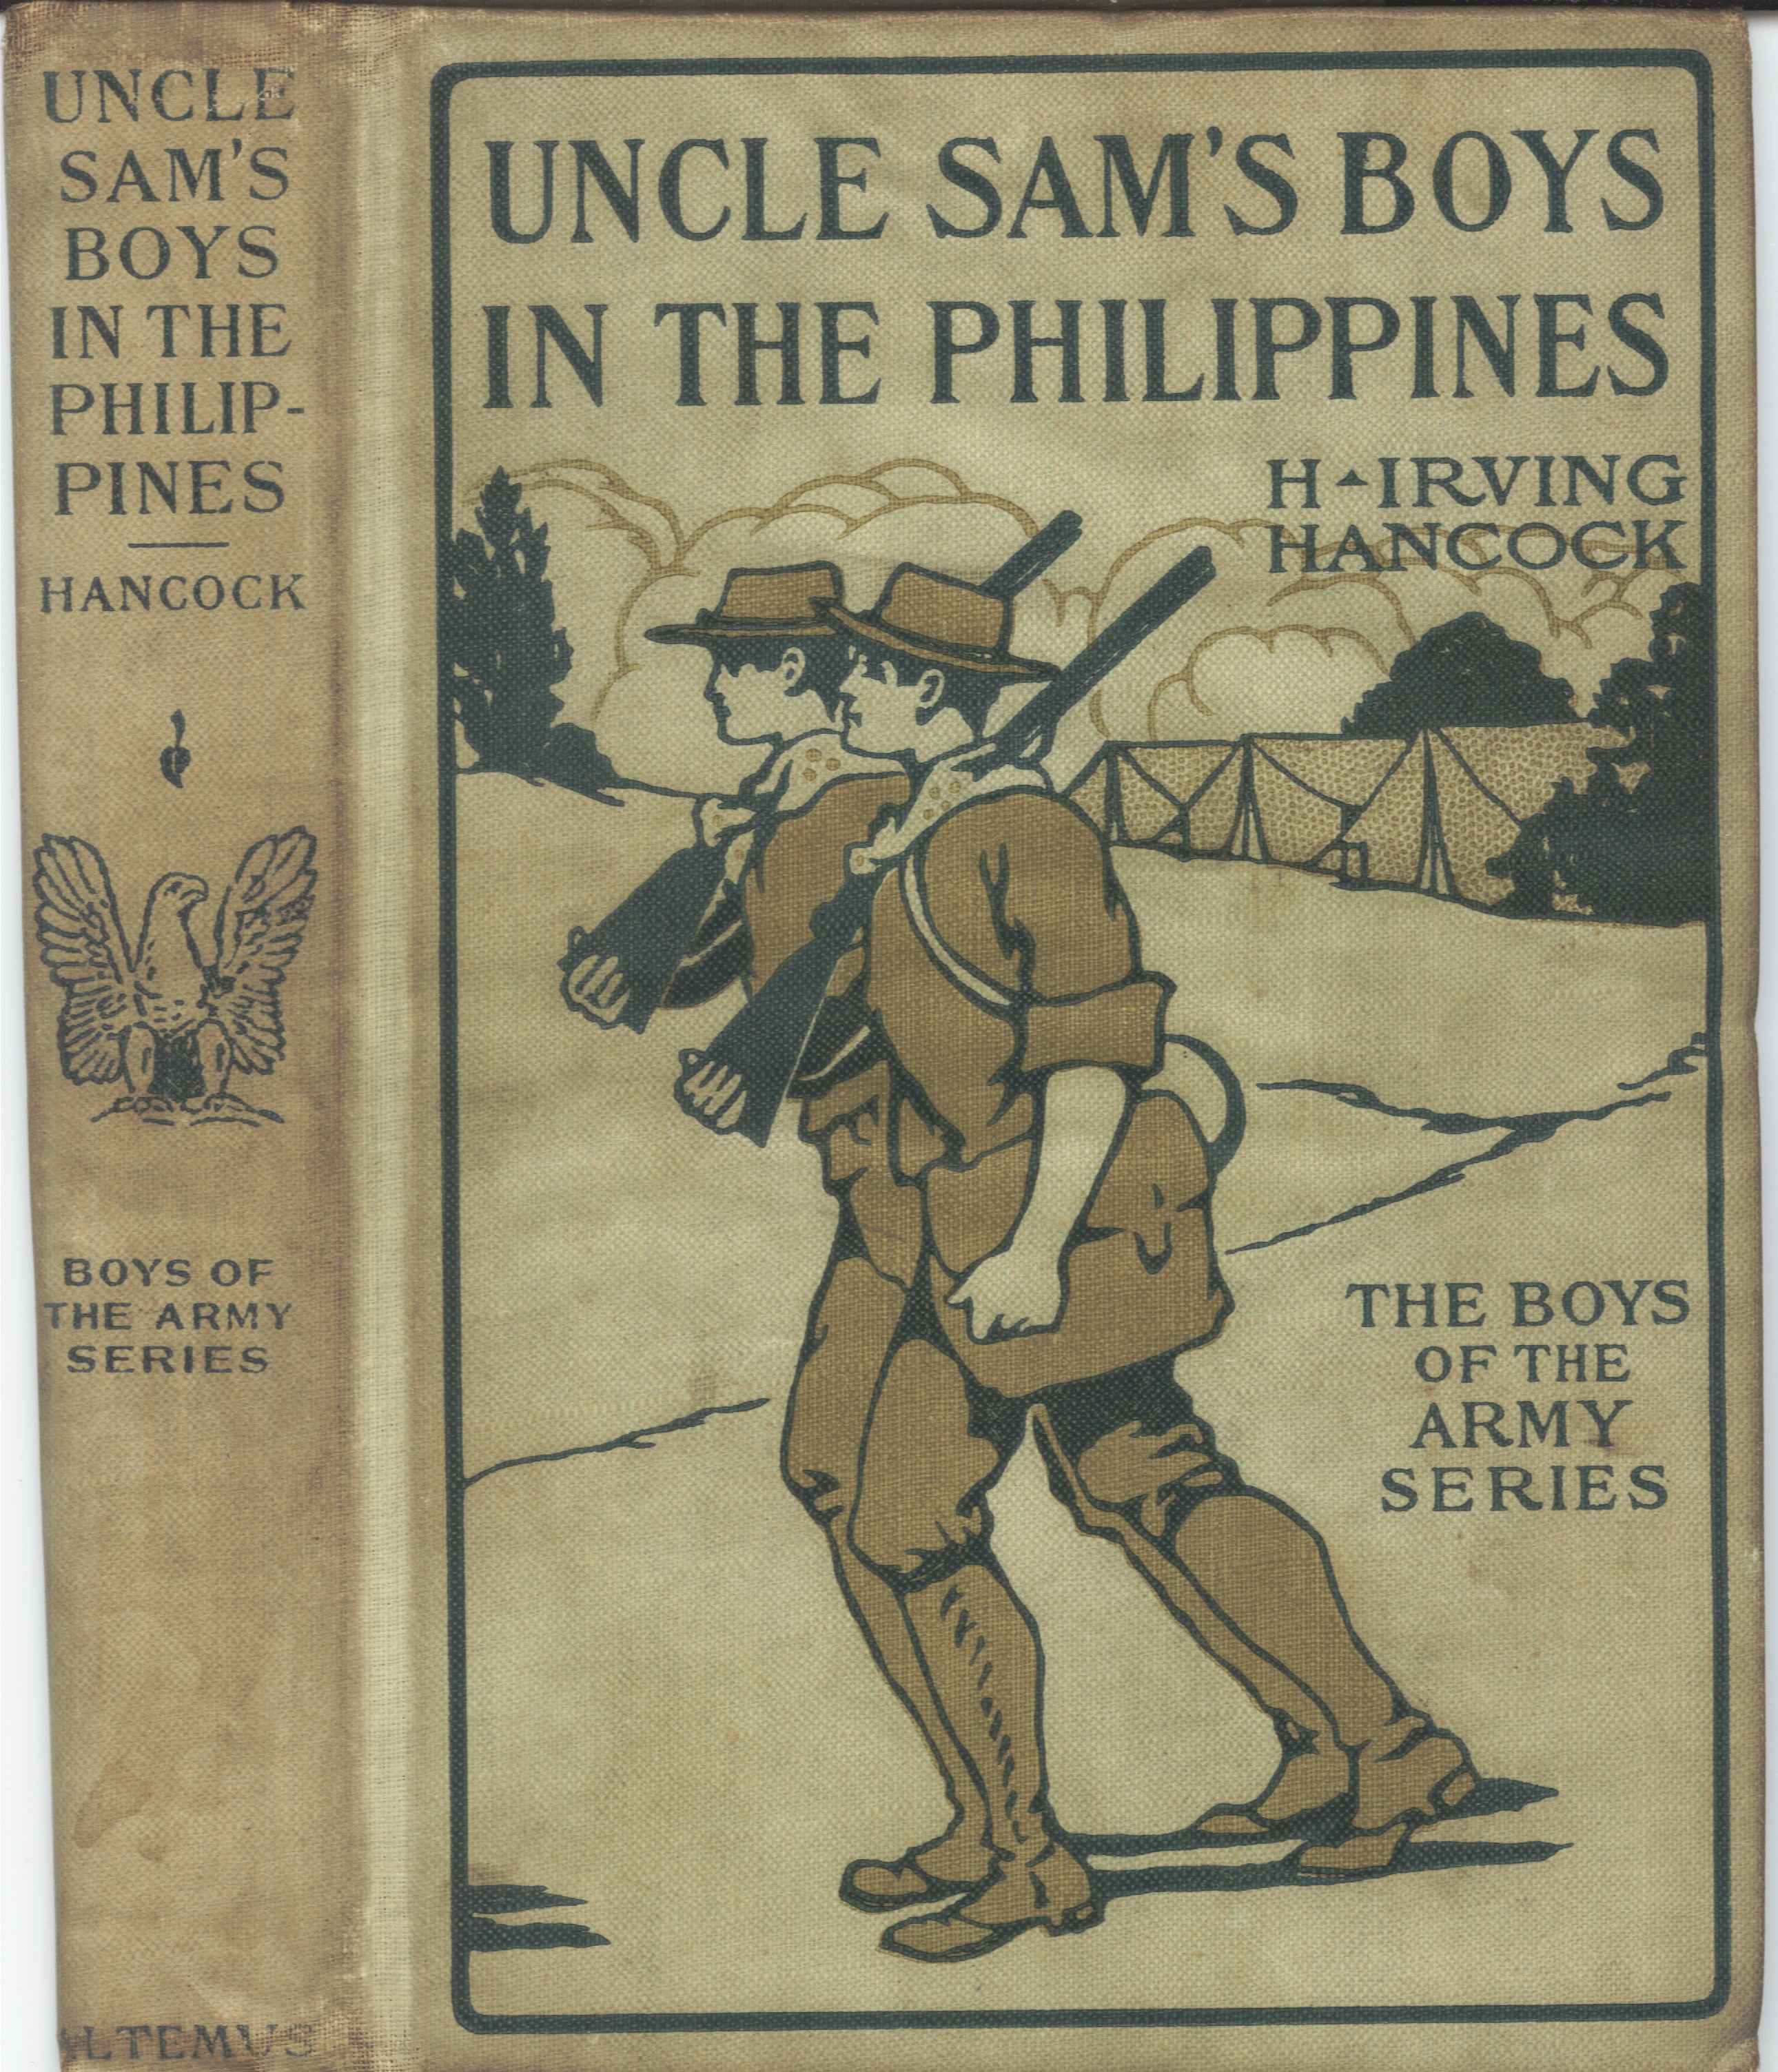 UNCLE
SAM'S
BOYS
IN THE
PHILIP-
PINES
HANCOCK
BOYS OF
THE ARMY
SERIES
ALTEMUS
UNCLE SAM'S BOYS
IN THE PHILIPPINES
H-IRVING
HANCOCK
THE BOYS
OF THE
ARMY
SERIES